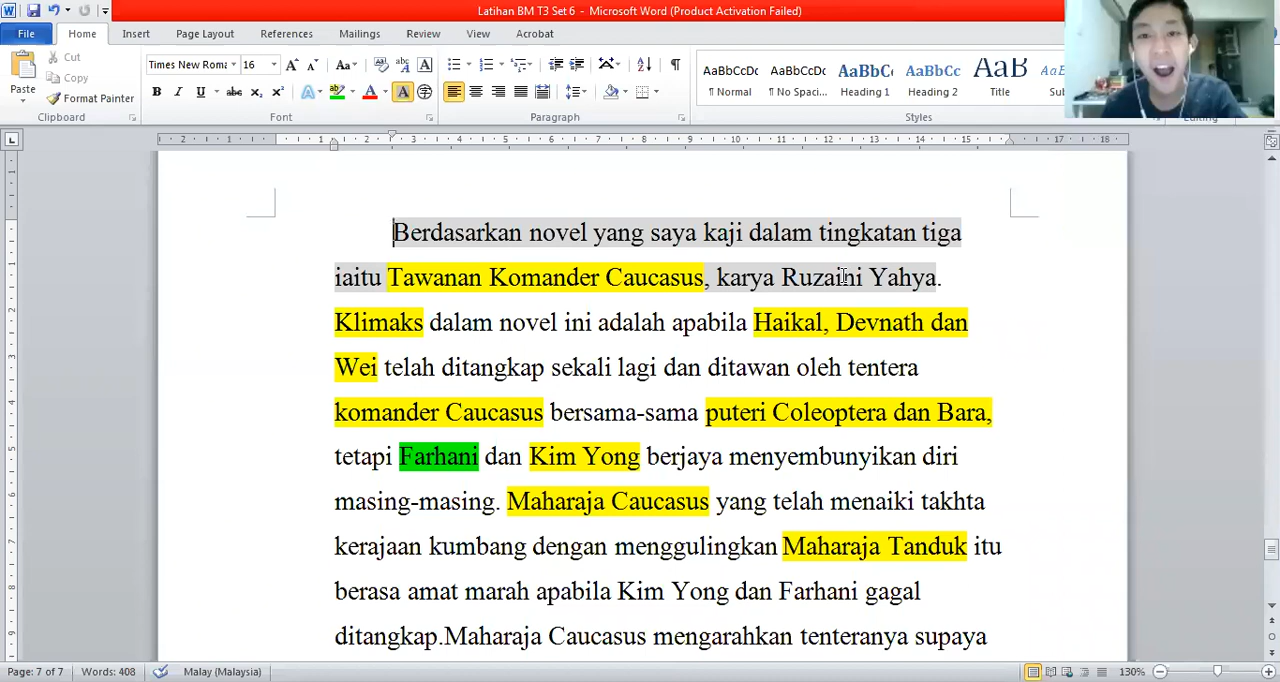 Latihan BM T3 Set 6 - Microsoft Word (Product Activation Failed)
File Home Insert Page Layout References Mailings Review View Acrobat
Paste
Cut
Copy
Format Painter
Clipboard
Times New Roma 16
Font
Paragraph
AaBbCcDc AaBbCcDc AaBbC AaBbCc AaB
¶ Normal ¶ No Spaci... Heading 1 Heading 2 Title
Styles
Berdasarkan novel yang saya kaji dalam tingkatan tiga
iaitu Tawanan Komander Caucasus, karya Ruzaini Yahya.
Klimaks dalam novel ini adalah apabila Haikal, Devnath dan
Wei telah ditangkap sekali lagi dan ditawan oleh tentera
komander Caucasus bersama-sama puteri Coleoptera dan Bara,
tetapi Farhani dan Kim Yong berjaya menyembunyikan diri
masing-masing. Maharaja Caucasus yang telah menaiki takhta
kerajaan kumbang dengan menggulingkan Maharaja Tanduk itu
berasa amat marah apabila Kim Yong dan Farhani gagal
ditangkap.Maharaja Caucasus mengarahkan tenteranya supaya
Page: 7 of 7 Words: 408 Malay (Malaysia) 130%